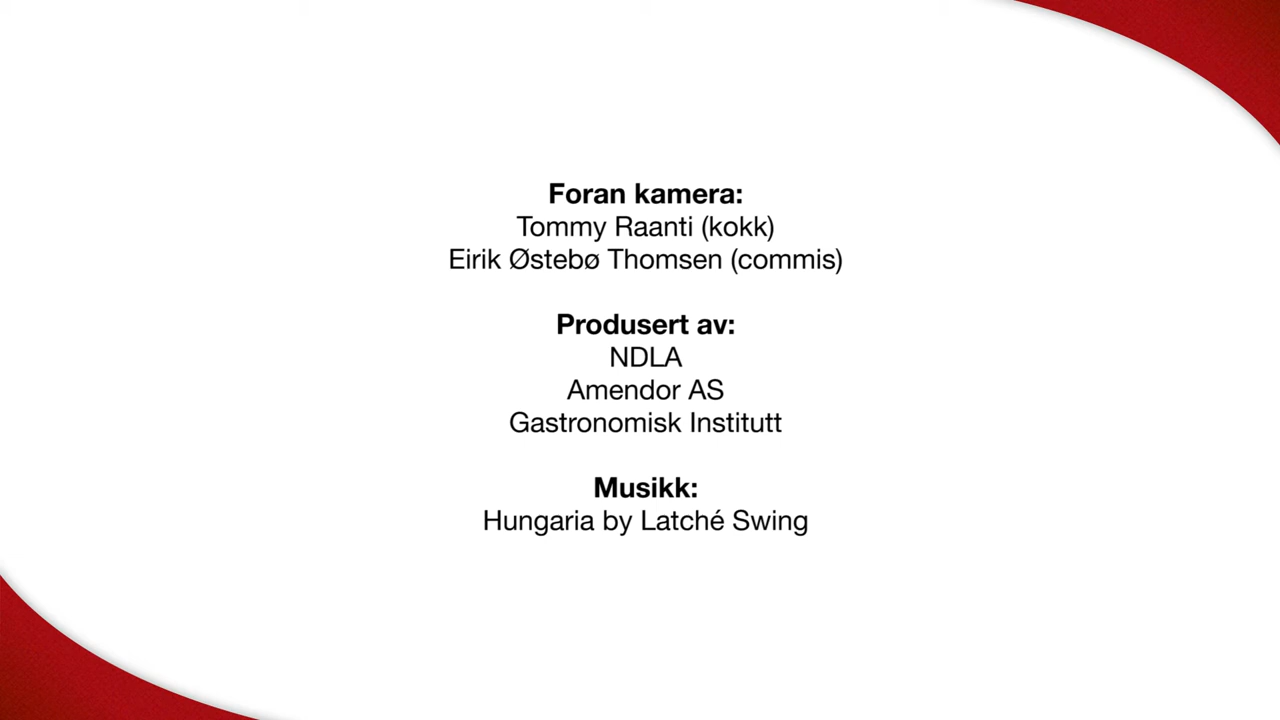 Foran kamera:
Tommy Raanti (kokk)
Eirik Østebø Thomsen (commis)
Produsert av:
NDLA
Amendor AS
Gastronomisk Institutt
Musikk:
Hungaria by Latché Swing